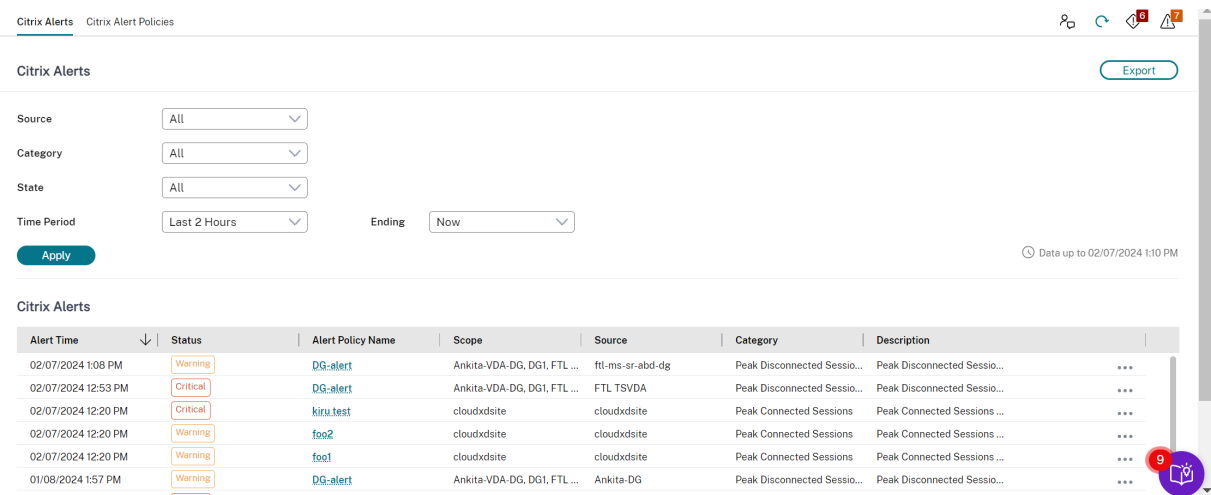 Citrix Alerts Citrix Alert Policies 6 7
Citrix Alerts Export
Source All
Category All
State All
Time Period Last 2 Hours Ending Now
Apply Data up to 02/07/2024 1:10 PM
Citrix Alerts
Alert Time Status Alert Policy Name Scope Source Category Description
02/07/2024 1:08 PM Warning DG-alert Ankita-VDA-DG, DG1, FTL ... ftl-ms-sr-abd-dg Peak Disconnected Sessio... Peak Disconnected Sessio...
02/07/2024 12:53 PM Critical DG-alert Ankita-VDA-DG, DG1, FTL ... FTL TSVDA Peak Disconnected Sessio... Peak Disconnected Sessio...
02/07/2024 12:20 PM Critical kiru test cloudxdsite cloudxdsite Peak Connected Sessions Peak Connected Sessions ...
02/07/2024 12:20 PM Warning foo2 cloudxdsite cloudxdsite Peak Connected Sessions Peak Connected Sessions ...
02/07/2024 12:20 PM Warning foo1 cloudxdsite cloudxdsite Peak Connected Sessions Peak Connected Sessions ...
01/08/2024 1:57 PM Warning DG-alert Ankita-VDA-DG, DG1, FTL ... Ankita-DG Peak Disconnected Sessio... Peak Disconnected Sessio...
9